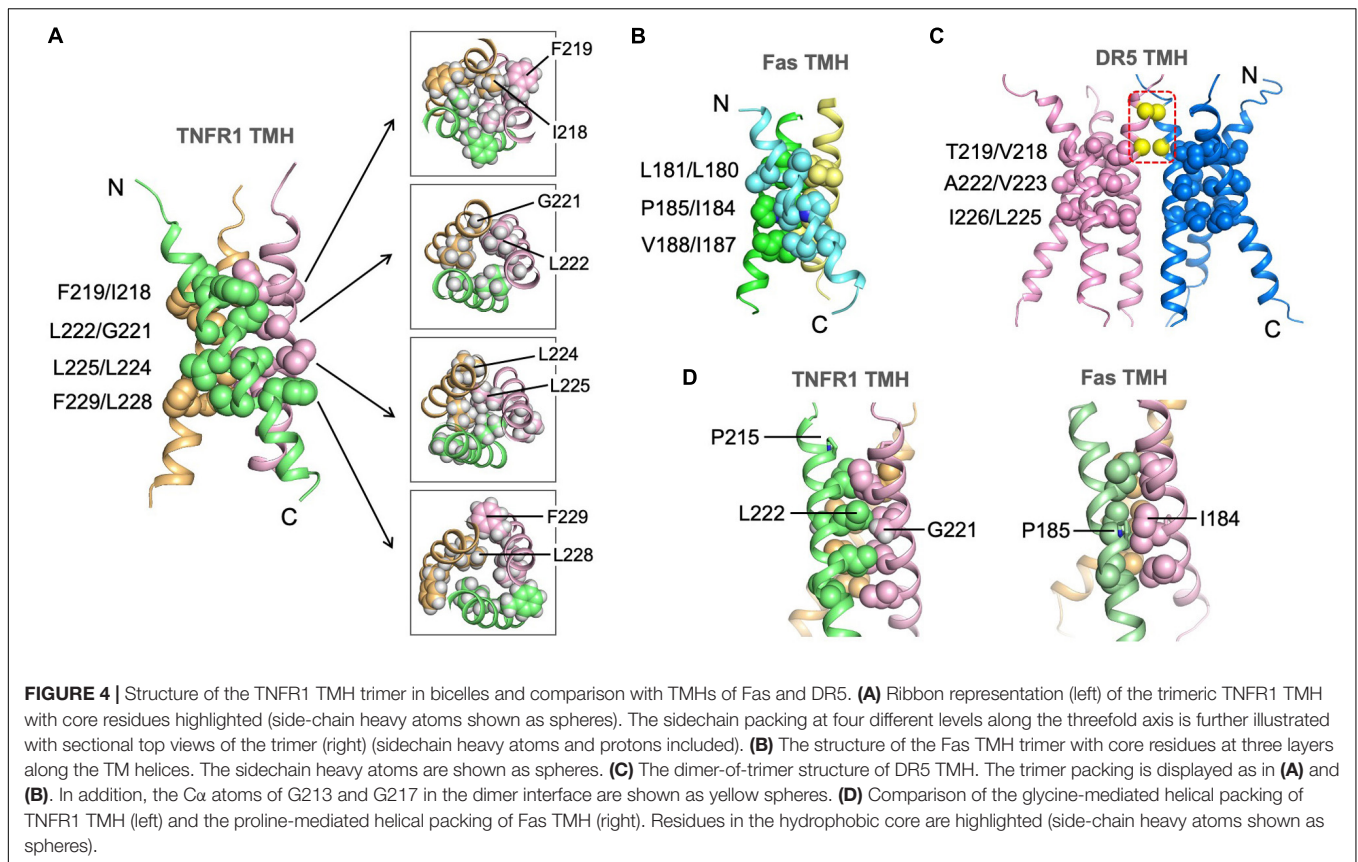 A
TNFR1 TMH
N
F219/I218
L222/G221
L225/L224
F229/L228
C
F219
I218
G221
L222
L224
L225
F229
L228
B
Fas TMH
N
L181/L180
P185/I184
V188/I187
C
C
DR5 TMH
N
T219/V218
A222/V223
I226/L225
C
D
TNFR1 TMH
P215
L222
G221
Fas TMH
P185
I184
FIGURE 4 | Structure of the TNFR1 TMH trimer in bicelles and comparison with TMHs of Fas and DR5. (A) Ribbon representation (left) of the trimeric TNFR1 TMH
with core residues highlighted (side-chain heavy atoms shown as spheres). The sidechain packing at four different levels along the threefold axis is further illustrated
with sectional top views of the trimer (right) (sidechain heavy atoms and protons included). (B) The structure of the Fas TMH trimer with core residues at three layers
along the TM helices. The sidechain heavy atoms are shown as spheres. (C) The dimer-of-trimer structure of DR5 TMH. The trimer packing is displayed as in (A) and
(B). In addition, the Cα atoms of G213 and G217 in the dimer interface are shown as yellow spheres. (D) Comparison of the glycine-mediated helical packing of
TNFR1 TMH (left) and the proline-mediated helical packing of Fas TMH (right). Residues in the hydrophobic core are highlighted (side-chain heavy atoms shown as
spheres).